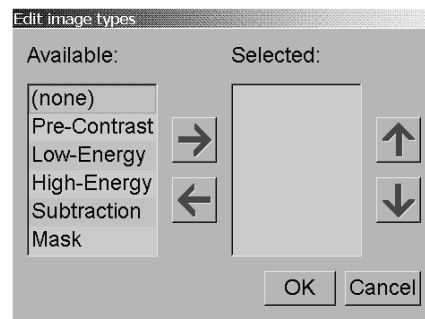 Edit image types
Available: Selected:
(none)
Pre-Contrast
Low-Energy
High-Energy
Subtraction
Mask
OK Cancel